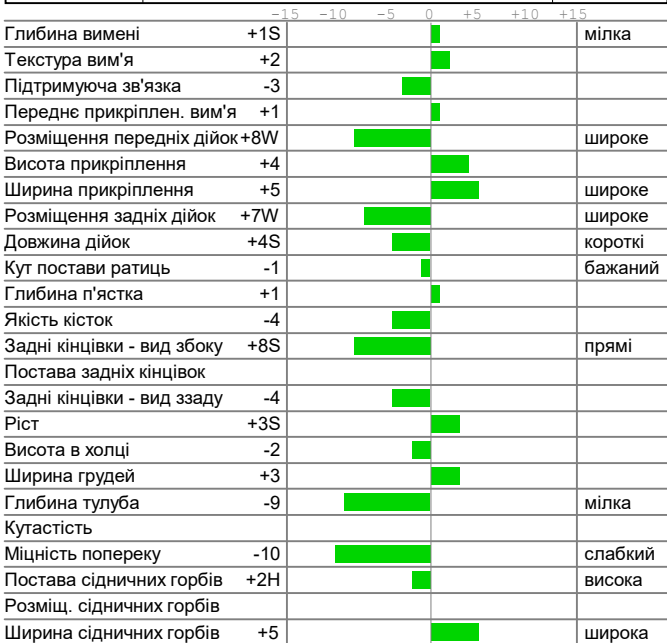 -15 -10 -5 0 +5 +10 +15
Глибина вимені +1S мілка
Текстура вим'я +2
Підтримуюча зв'язка -3
Переднє прикріплен. вим'я +1
Розміщення передніх дійок +8W широке
Висота прикріплення +4
Ширина прикріплення +5 широке
Розміщення задніх дійок +7W широке
Довжина дійок +4S короткі
Кут постави ратиць -1 бажаний
Глибина п'ястка +1
Якість кісток -4
Задні кінцівки - вид збоку +8S прямі
Постава задніх кінцівок
Задні кінцівки - вид ззаду -4
Ріст +3S
Висота в холці -2
Ширина грудей +3
Глибина тулуба -9 мілка
Кутастість
Міцність попереку -10 слабкий
Постава сідничних горбів +2H висока
Розміщ. сідничних горбів
Ширина сідничних горбів +5 широка